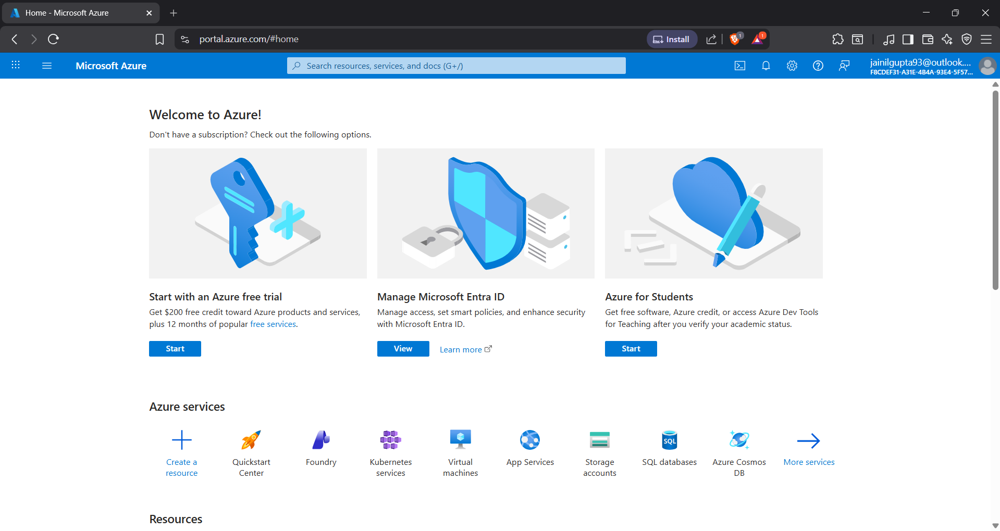 Home - Microsoft Azure
portal.azure.com/#home
Install
1
1
Microsoft Azure
Search resources, services, and docs (G+/)
jainilgupta93@outlook....
F8CDEF31-A31E-4B4A-93E4-5F57...
Welcome to Azure!
Don't have a subscription? Check out the following options.
Start with an Azure free trial
Get $200 free credit toward Azure products and services,
plus 12 months of popular free services.
Start
Manage Microsoft Entra ID
Manage access, set smart policies, and enhance security
with Microsoft Entra ID.
View
Learn more
Azure for Students
Get free software, Azure credit, or access Azure Dev Tools
for Teaching after you verify your academic status.
Start
Azure services
Create a
resource
Quickstart
Center
Foundry
Kubernetes
services
Virtual
machines
App Services
Storage
accounts
SQL
SQL databases
Azure Cosmos
DB
More services
Resources